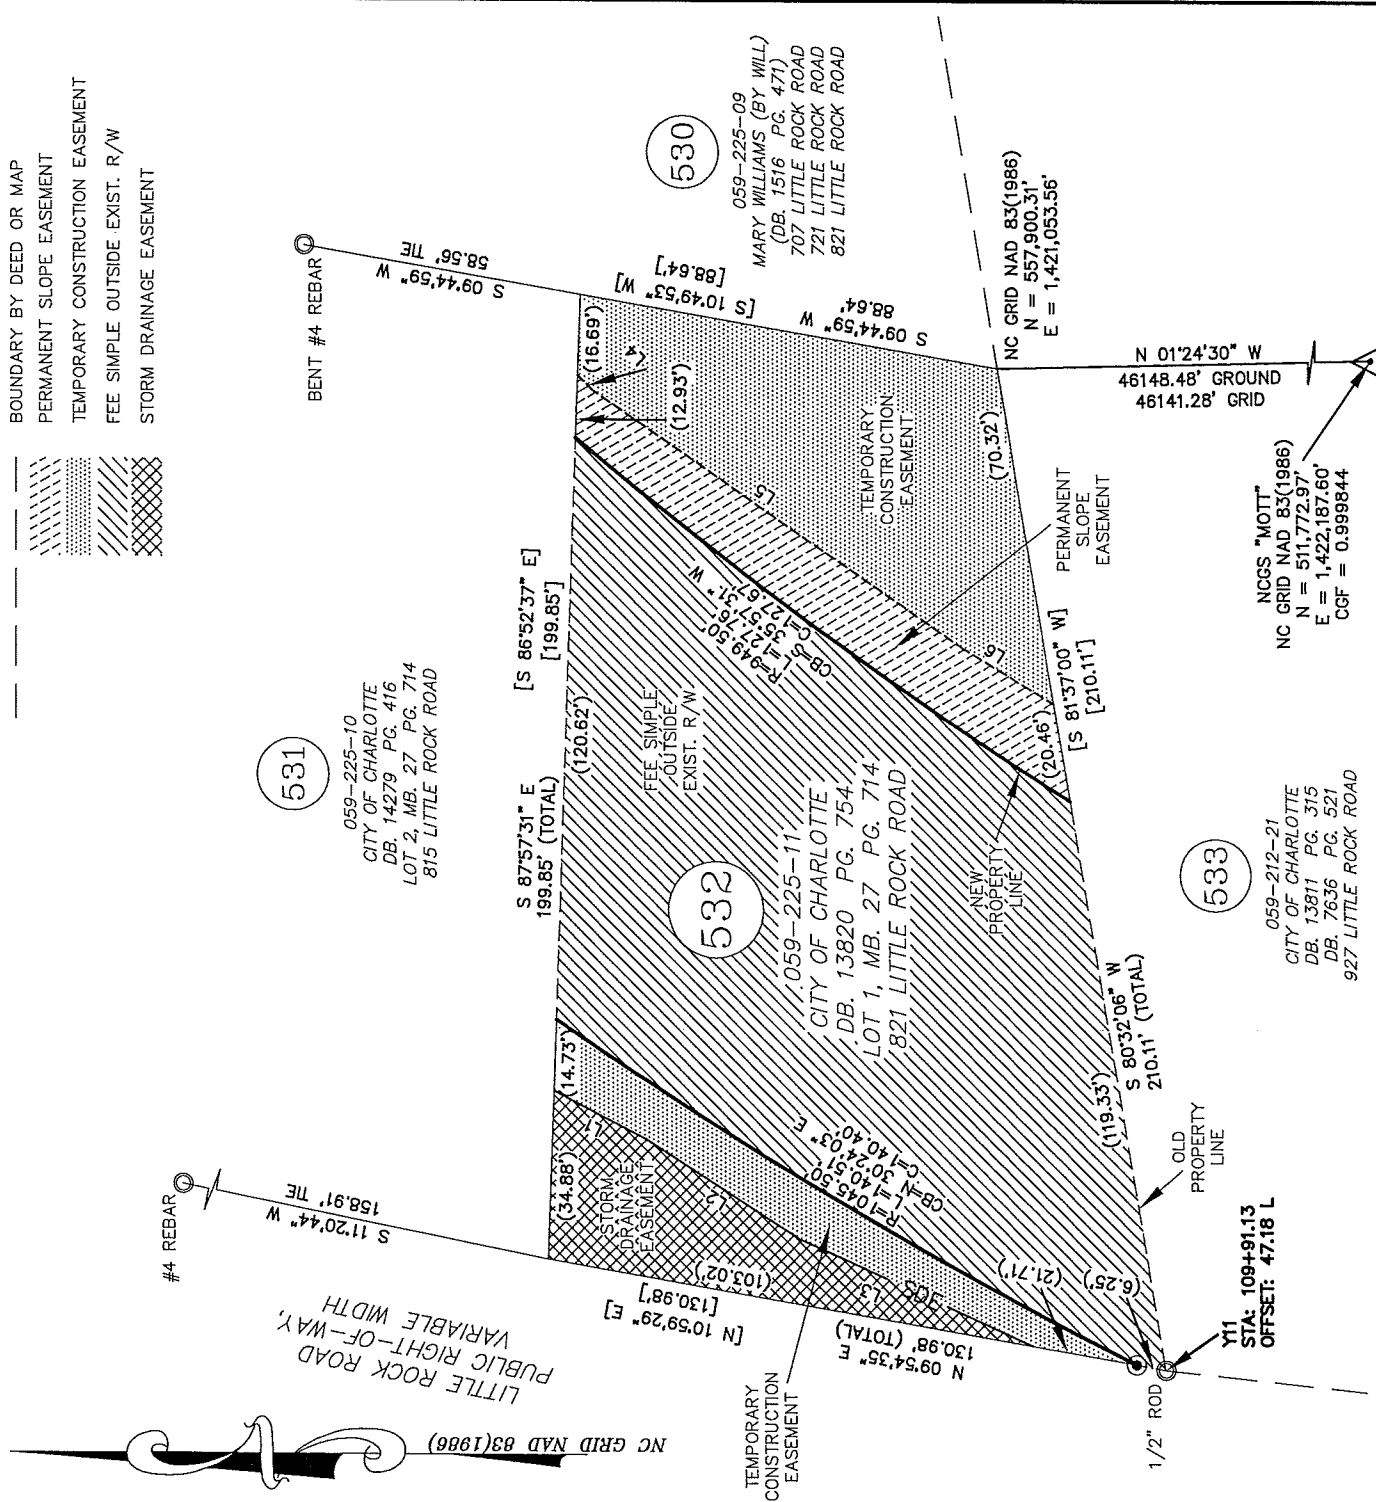 BOUNDARY BY DEED OR MAP
PERMANENT SLOPE EASEMENT
TEMPORARY CONSTRUCTION EASEMENT
FEE SIMPLE OUTSIDE EXIST. R/W
STORM DRAINAGE EASEMENT
BENT #4 REBAR
S 09°44'59" W
58.56' TIE
530
059-225-09
MARY WILLIAMS (BY WILL)
(DB. 1516 PG. 471)
707 LITTLE ROCK ROAD
721 LITTLE ROCK ROAD
821 LITTLE ROCK ROAD
[S 10°49'53" W]
[88.64']
S 09°44'59" W
88.64'
NC GRID NAD 83(1986)
N = 557,900.31'
E = 1,421,053.56'
N 01°24'30" W
46148.48' GROUND
46141.28' GRID
NCGS "MOTT"
NC GRID NAD 83(1986)
N = 511,772.97'
E = 1,422,187.60'
CGF = 0.999844
531
059-225-10
CITY OF CHARLOTTE
DB. 14279 PG. 416
LOT 2, MB. 27 PG. 714
815 LITTLE ROCK ROAD
[S 86°52'37" E]
[199.85']
S 87°57'31" E
199.85' (TOTAL)
(16.69')
L4
(12.93')
(120.62')
(14.73')
(34.88')
TEMPORARY
CONSTRUCTION
EASEMENT
L5
L6
(70.32')
PERMANENT
SLOPE
EASEMENT
R=949.50'
L=127.76'
CB=S 35°57'31" W
C=127.67'
FEE SIMPLE
OUTSIDE
EXIST. R/W
532
059-225-11
CITY OF CHARLOTTE
DB. 13820 PG. 754
LOT 1, MB. 27 PG. 714
821 LITTLE ROCK ROAD
NEW
PROPERTY
LINE
(20.46')
[S 81°37'00" W]
[210.11']
S 80°32'06" W
210.11' (TOTAL)
(119.33')
533
059-212-21
CITY OF CHARLOTTE
DB. 13811 PG. 315
DB. 7636 PG. 521
927 LITTLE ROCK ROAD
OLD
PROPERTY
LINE
#4 REBAR
S 11°20'44" W
158.91' TIE
STORM
DRAINAGE
EASEMENT
L1
L2
L3
SDE
R=1045.50'
L=140.51'
CB=N 30°24'03" E
C=140.40'
(103.02')
[N 10°59'29" E]
[130.98']
N 09°54'35" E
130.98' (TOTAL)
(21.71')
(6.25')
TEMPORARY
CONSTRUCTION
EASEMENT
1/2" ROD
Y11
STA: 109+91.13
OFFSET: 47.18 L
LITTLE ROCK ROAD
PUBLIC RIGHT-OF-WAY,
VARIABLE WIDTH
NC GRID NAD 83(1986)